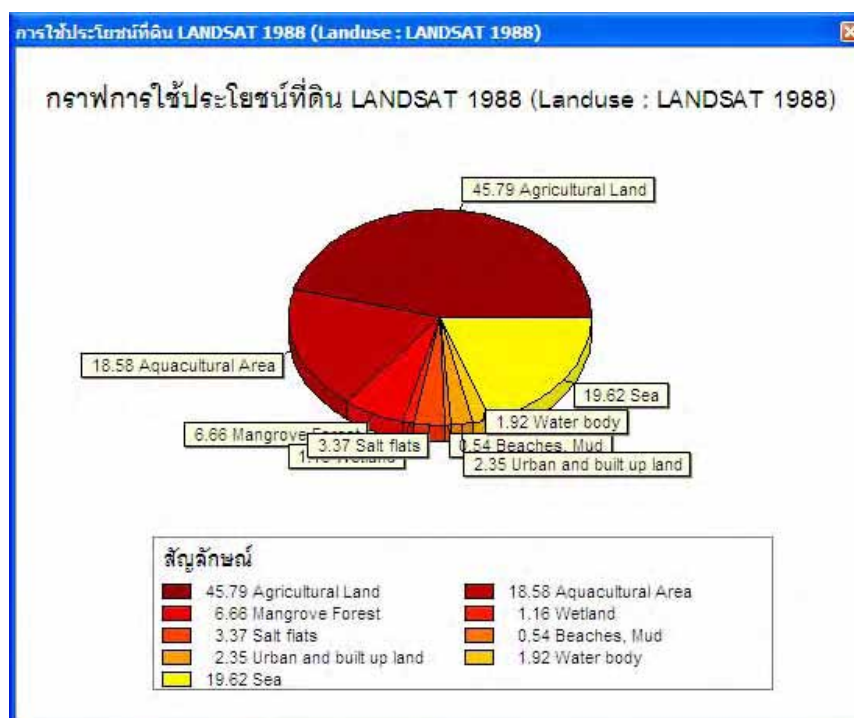 การใช้ประโยชน์ที่ดิน LANDSAT 1988 (Landuse : LANDSAT 1988)
กราฟการใช้ประโยชน์ที่ดิน LANDSAT 1988 (Landuse : LANDSAT 1988)
45.79 Agricultural Land
18.58 Aquacultural Area
19.62 Sea
1.92 Water body
6.66 Mangrove Forest
3.37 Salt flats
0.54 Beaches, Mud
1.16 Wetland
2.35 Urban and built up land
สัญลักษณ์
45.79 Agricultural Land
18.58 Aquacultural Area
6.66 Mangrove Forest
1.16 Wetland
3.37 Salt flats
0.54 Beaches, Mud
2.35 Urban and built up land
1.92 Water body
19.62 Sea